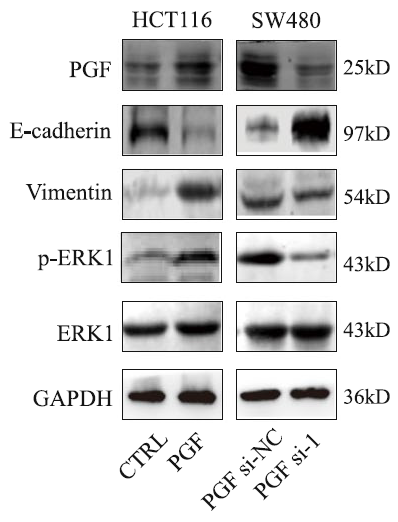 HCT116 SW480
PGF 25kD
E-cadherin 97kD
Vimentin 54kD
p-ERK1 43kD
ERK1 43kD
GAPDH 36kD
CTRL PGF PGF si-NC PGF si-1